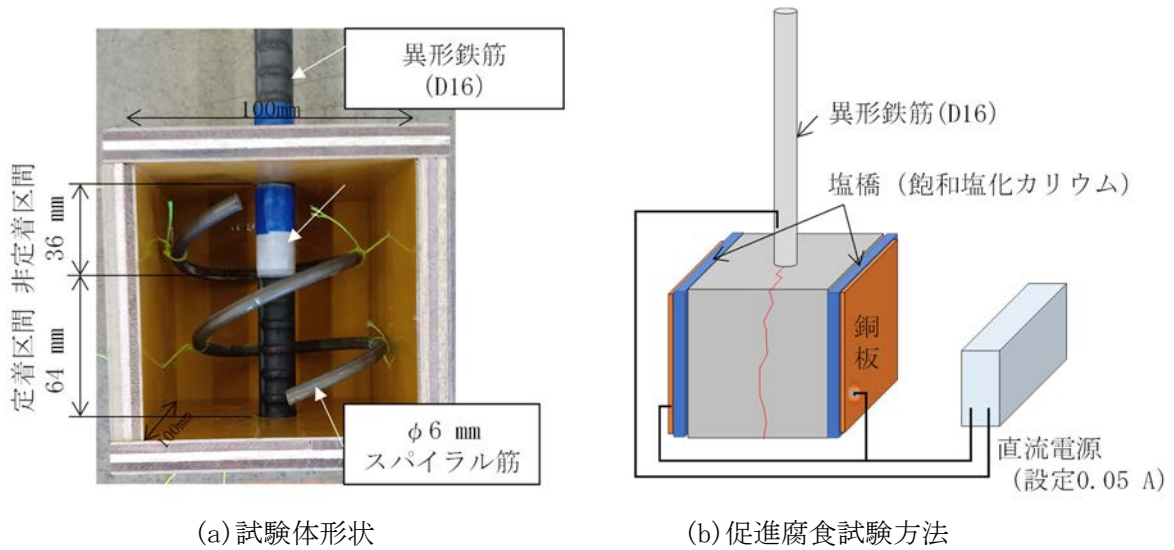 異形鉄筋
(D16)
100mm
非定着区間
36 mm
定着区間
64 mm
100mm
φ6 mm
スパイラル筋
(a)試験体形状
異形鉄筋(D16)
塩橋（飽和塩化カリウム）
銅板
直流電源
(設定0.05 A)
(b)促進腐食試験方法